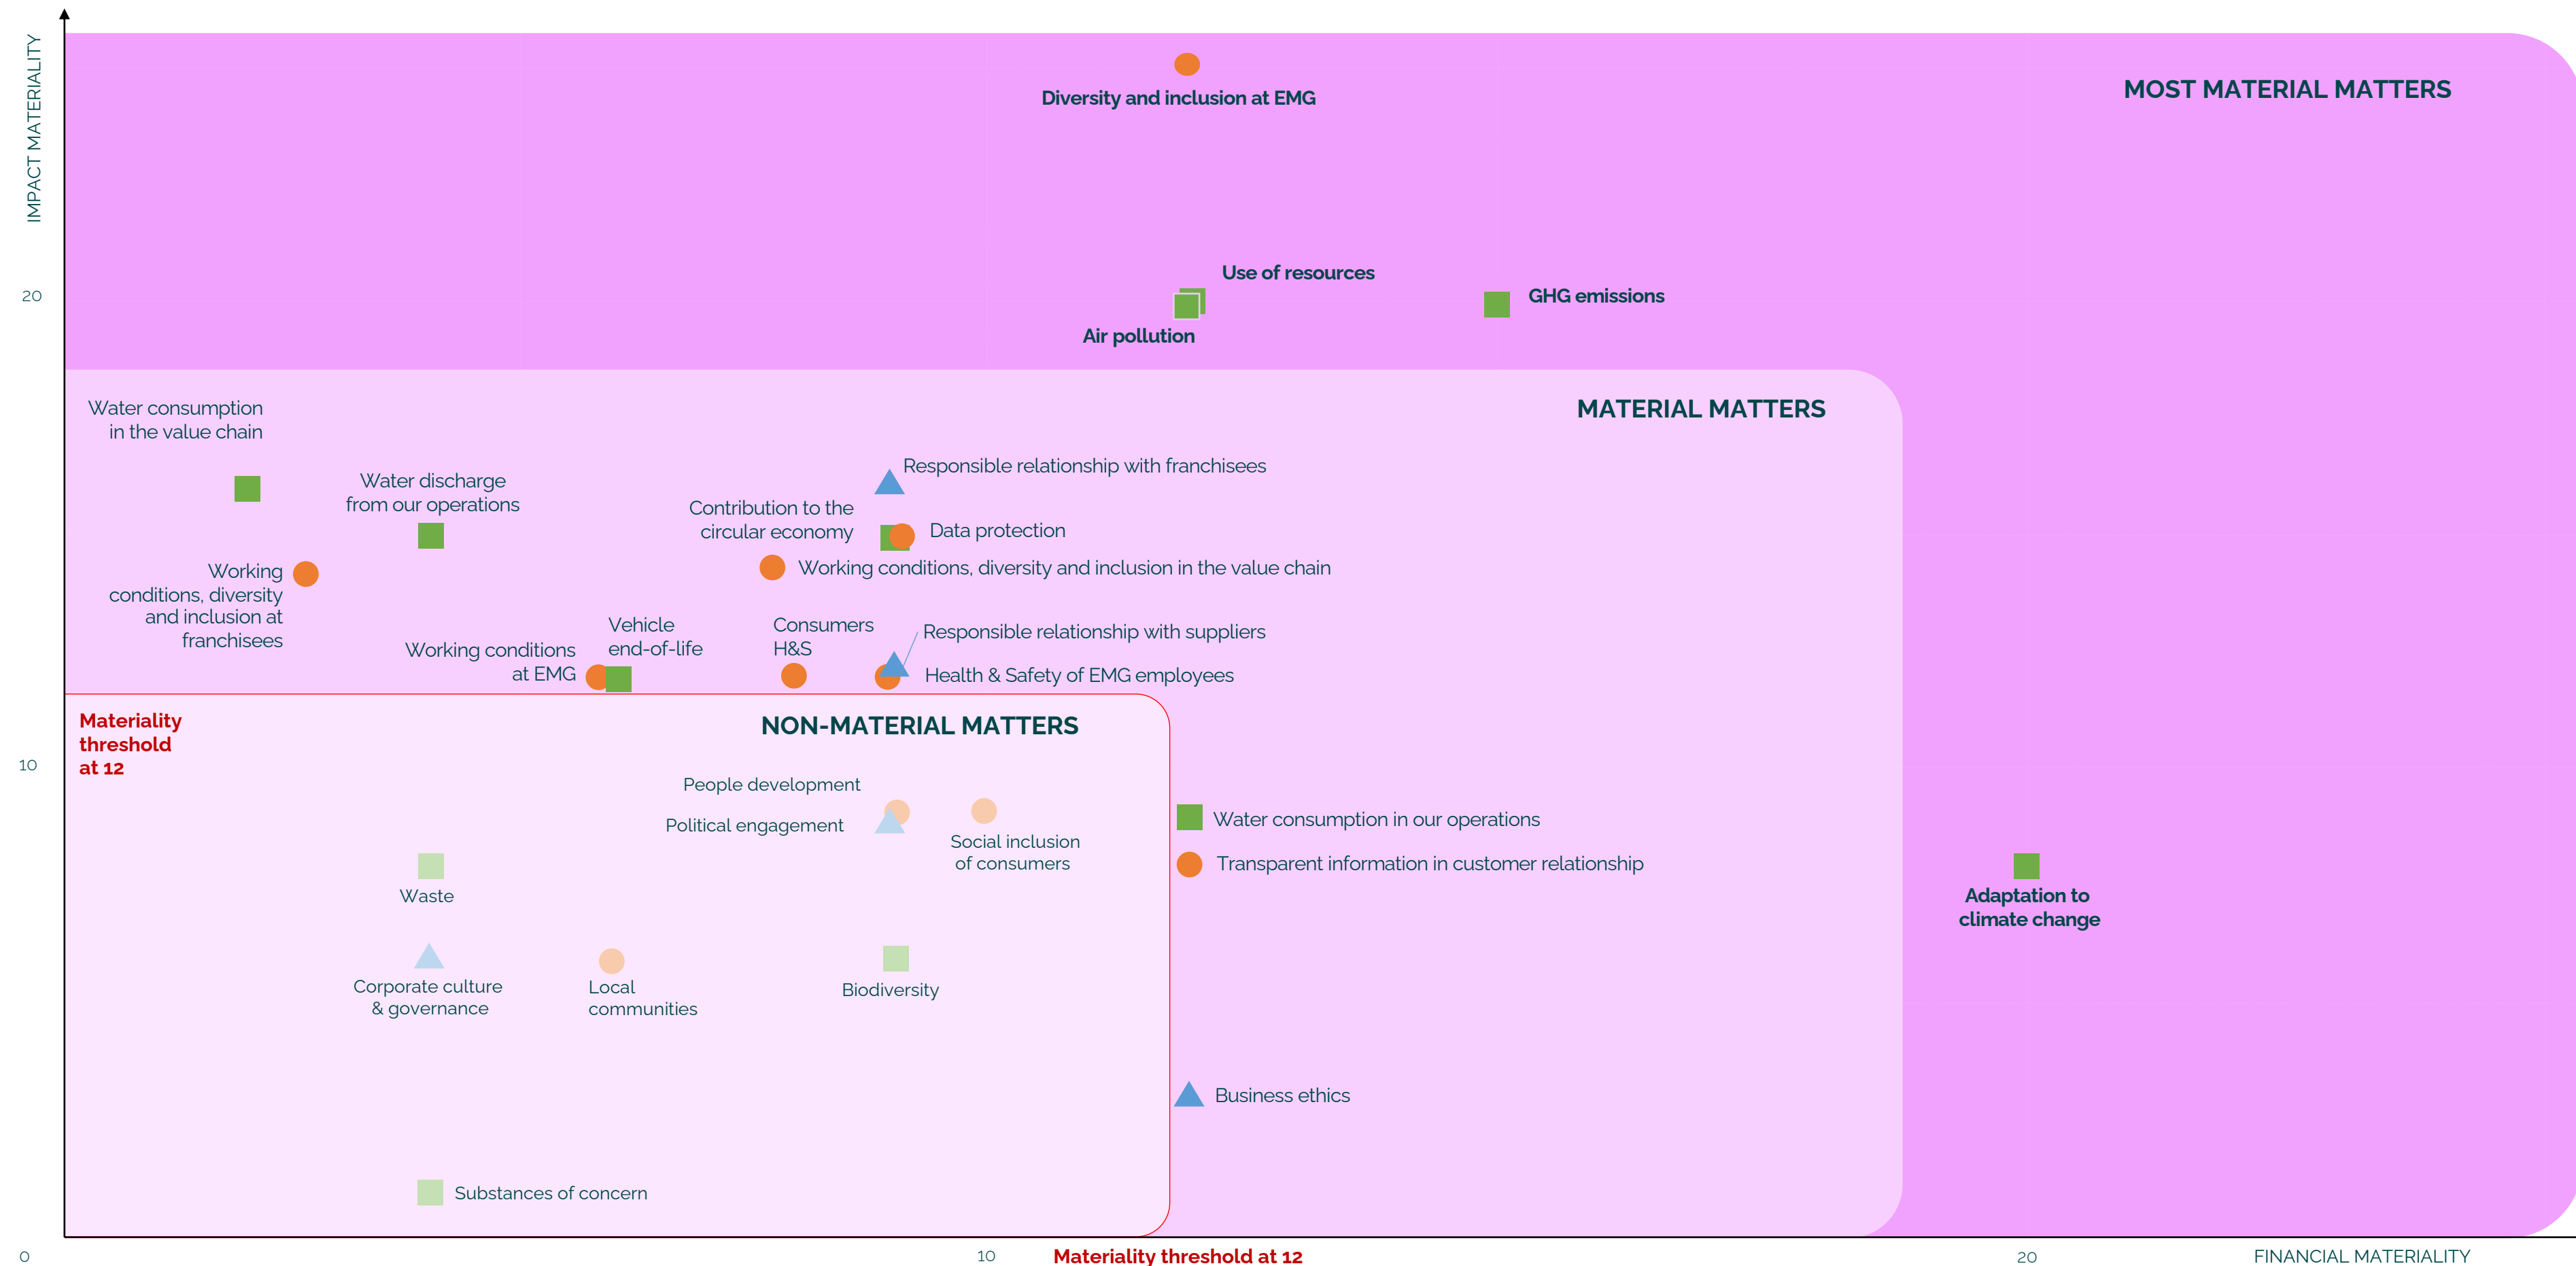 IMPACT MATERIALITY
Diversity and inclusion at EMG
MOST MATERIAL MATTERS
Use of resources
20
GHG emissions
Air pollution
Water consumption
in the value chain
MATERIAL MATTERS
Responsible relationship with franchisees
Water discharge
from our operations
Contribution to the
circular economy
Data protection
Working conditions, diversity and inclusion in the value chain
Working
conditions, diversity
and inclusion at
franchisees
Vehicle
end-of-life
Consumers
H&S
Responsible relationship with suppliers
Working conditions
at EMG
Health & Safety of EMG employees
Materiality
threshold
at 12
NON-MATERIAL MATTERS
10
People development
Political engagement
Social inclusion
of consumers
Water consumption in our operations
Transparent information in customer relationship
Waste
Adaptation to
climate change
Corporate culture
& governance
Local
communities
Biodiversity
Business ethics
Substances of concern
0
10
Materiality threshold at 12
20
FINANCIAL MATERIALITY